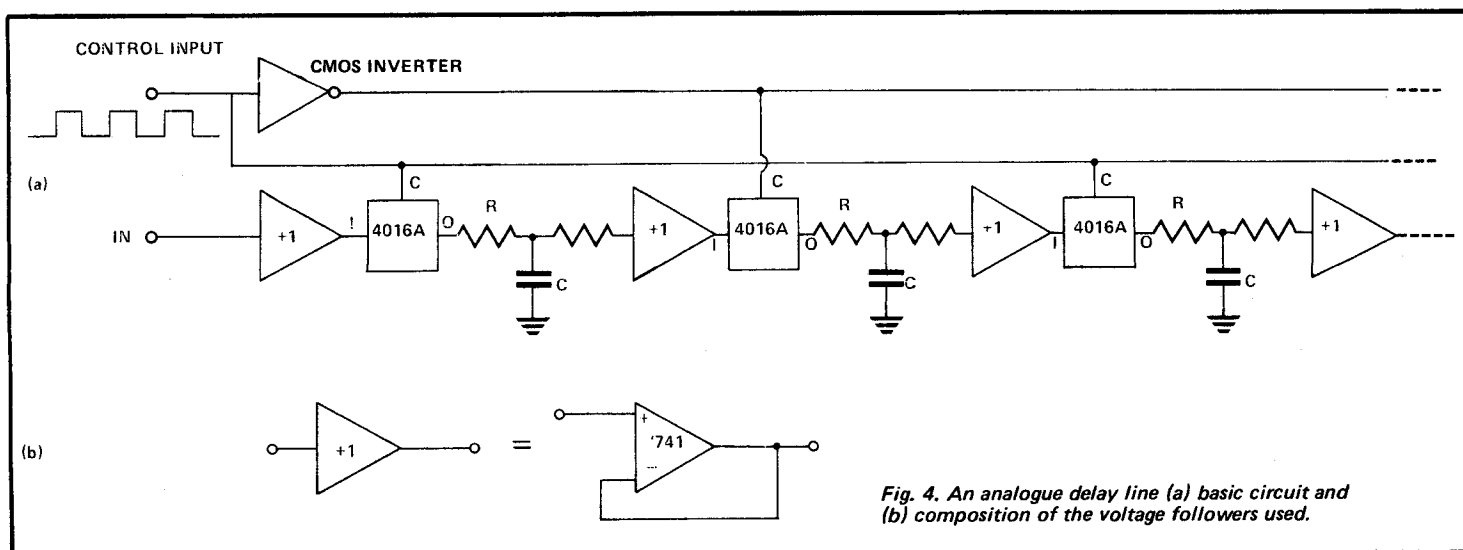 CONTROL INPUT
CMOS INVERTER
(a)
C
C
C
IN
+1
I
4016A
O
R
C
+1
I
4016A
O
R
C
+1
I
4016A
O
R
C
+1
(b)
+1
=
+
'741
−
Fig. 4. An analogue delay line (a) basic circuit and
(b) composition of the voltage followers used.